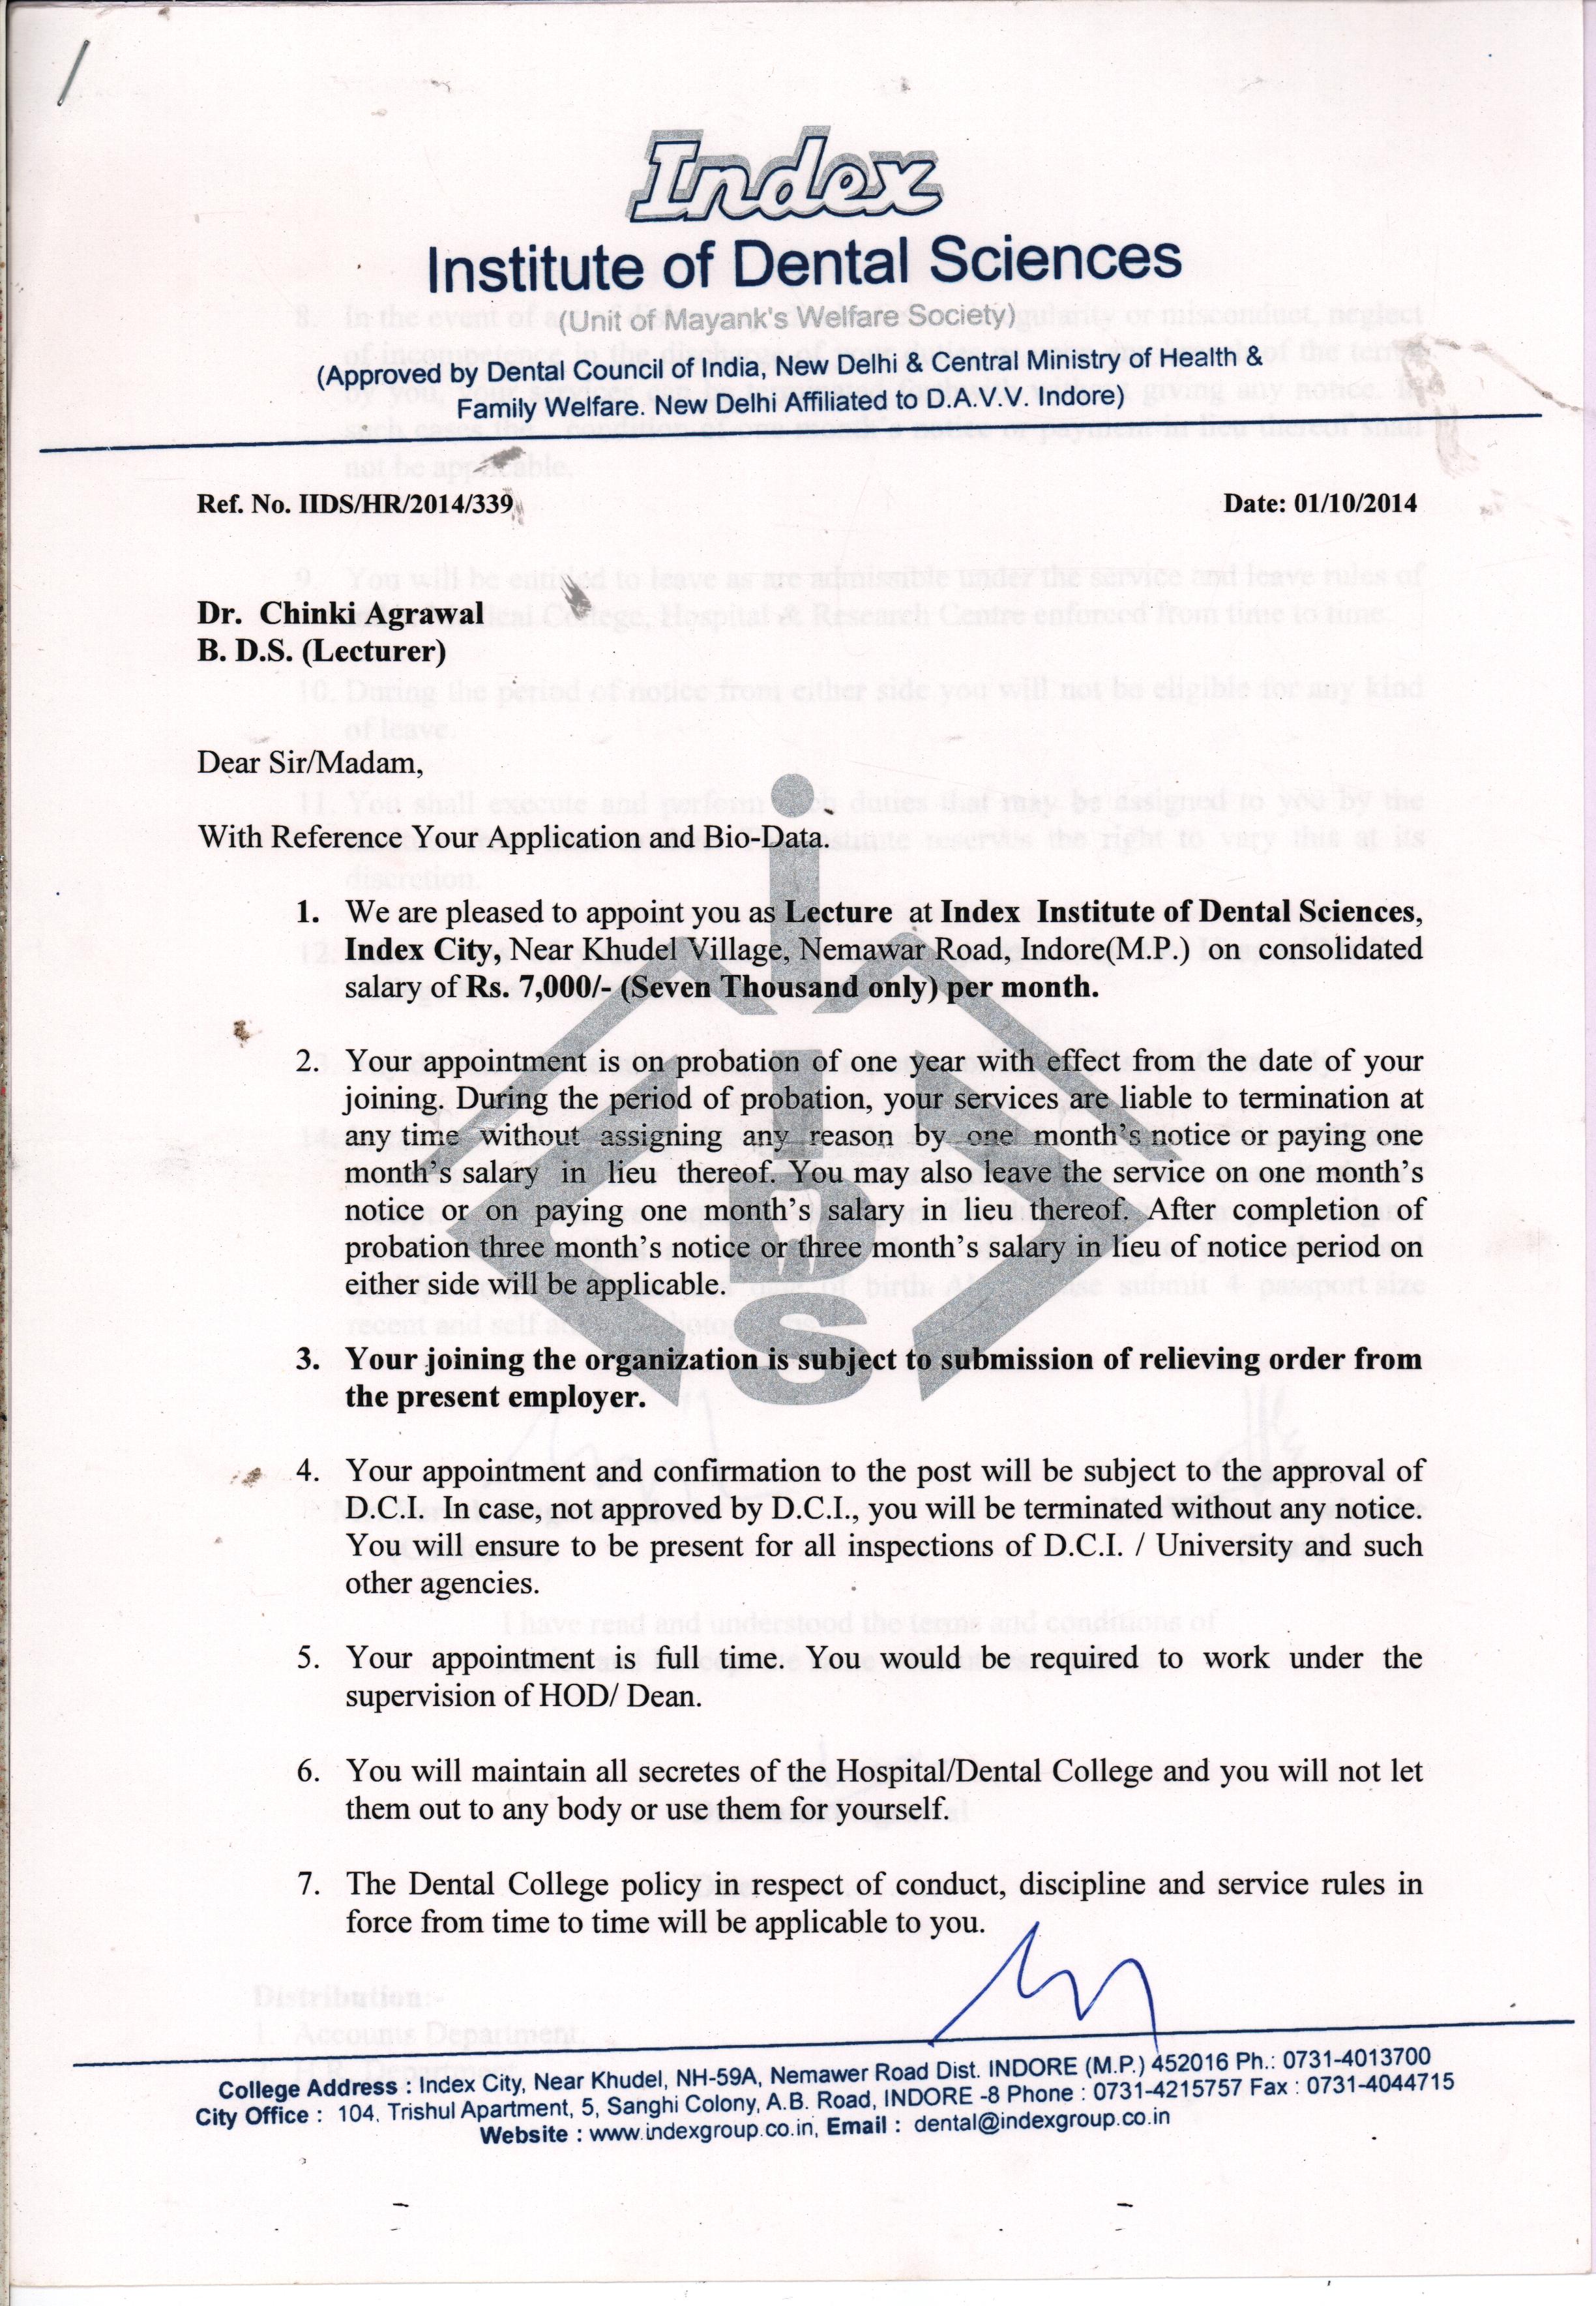 Index
Institute of Dental Sciences
(Unit of Mayank's Welfare Society)
(Approved by Dental Council of India, New Delhi & Central Ministry of Health &
Family Welfare. New Delhi Affiliated to D.A.V.V. Indore)
Ref. No. IIDS/HR/2014/339
Date: 01/10/2014
Dr. Chinki Agrawal
B. D.S. (Lecturer)
Dear Sir/Madam,
With Reference Your Application and Bio-Data.
1. We are pleased to appoint you as Lecture at Index Institute of Dental Sciences,
Index City, Near Khudel Village, Nemawar Road, Indore(M.P.) on consolidated
salary of Rs. 7,000/- (Seven Thousand only) per month.
2. Your appointment is on probation of one year with effect from the date of your
joining. During the period of probation, your services are liable to termination at
any time without assigning any reason by one month's notice or paying one
month's salary in lieu thereof. You may also leave the service on one month's
notice or on paying one month's salary in lieu thereof. After completion of
probation three month's notice or three month's salary in lieu of notice period on
either side will be applicable.
3. Your joining the organization is subject to submission of relieving order from
the present employer.
4. Your appointment and confirmation to the post will be subject to the approval of
D.C.I. In case, not approved by D.C.I., you will be terminated without any notice.
You will ensure to be present for all inspections of D.C.I. / University and such
other agencies.
5. Your appointment is full time. You would be required to work under the
supervision of HOD/ Dean.
6. You will maintain all secretes of the Hospital/Dental College and you will not let
them out to any body or use them for yourself.
7. The Dental College policy in respect of conduct, discipline and service rules in
force from time to time will be applicable to you.
College Address : Index City, Near Khudel, NH-59A, Nemawer Road Dist. INDORE (M.P.) 452016 Ph.: 0731-4013700
City Office : 104, Trishul Apartment, 5, Sanghi Colony, A.B. Road, INDORE -8 Phone : 0731-4215757 Fax : 0731-4044715
Website : www.indexgroup.co.in, Email : dental@indexgroup.co.in